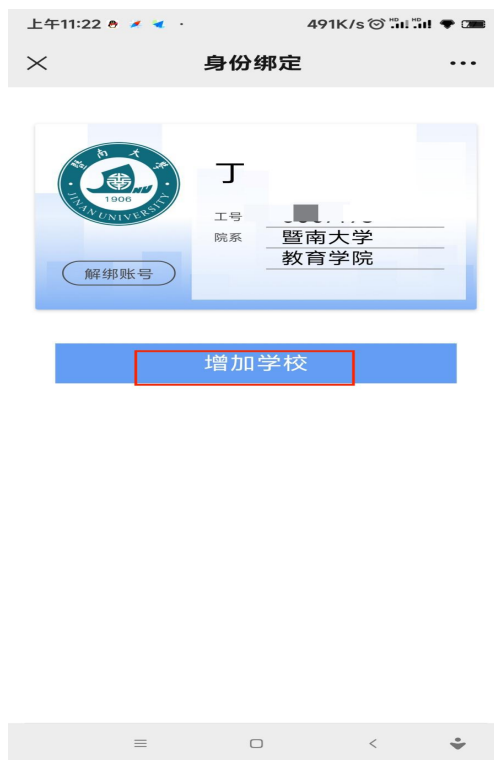 上午11:22
491K/s
身份绑定
暨南大学
1906
JINAN UNIVERSITY
丁
工号
院系 暨南大学
教育学院
解绑账号
增加学校